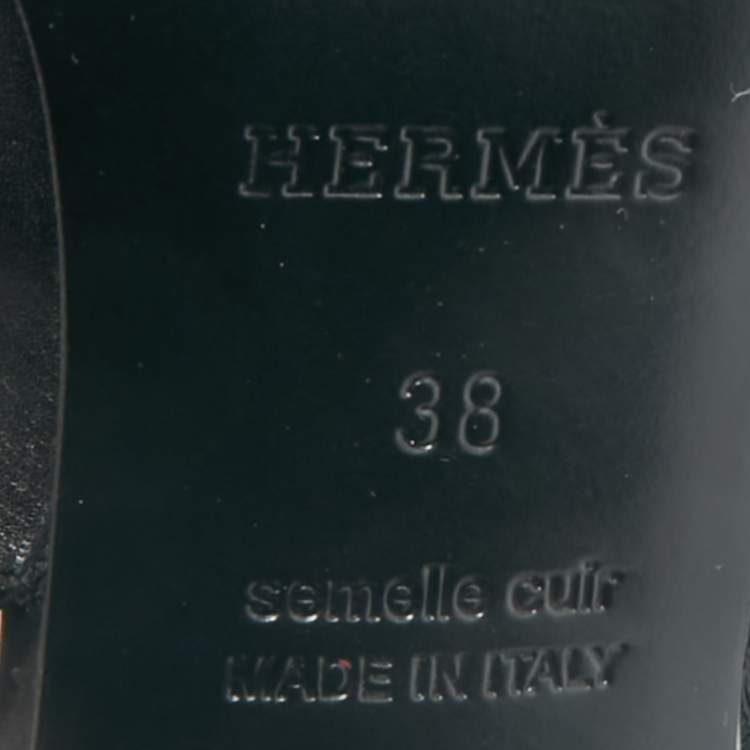 HERMÈS
38
semelle cuir
MADE IN ITALY